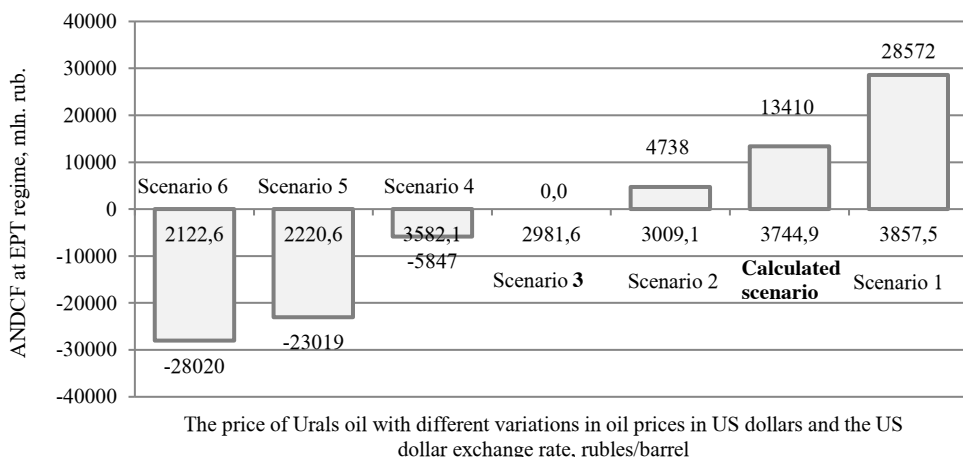 ANDCF at EPT regime, mln. rub.
40000
30000
20000
10000
0
-10000
-20000
-30000
-40000
28572
13410
4738
0,0
Scenario 6
Scenario 5
Scenario 4
2122,6
2220,6
3582,1
2981,6
3009,1
3744,9
3857,5
-5847
Scenario 3
Scenario 2
Calculated
scenario
Scenario 1
-23019
-28020
The price of Urals oil with different variations in oil prices in US dollars and the US
dollar exchange rate, rubles/barrel